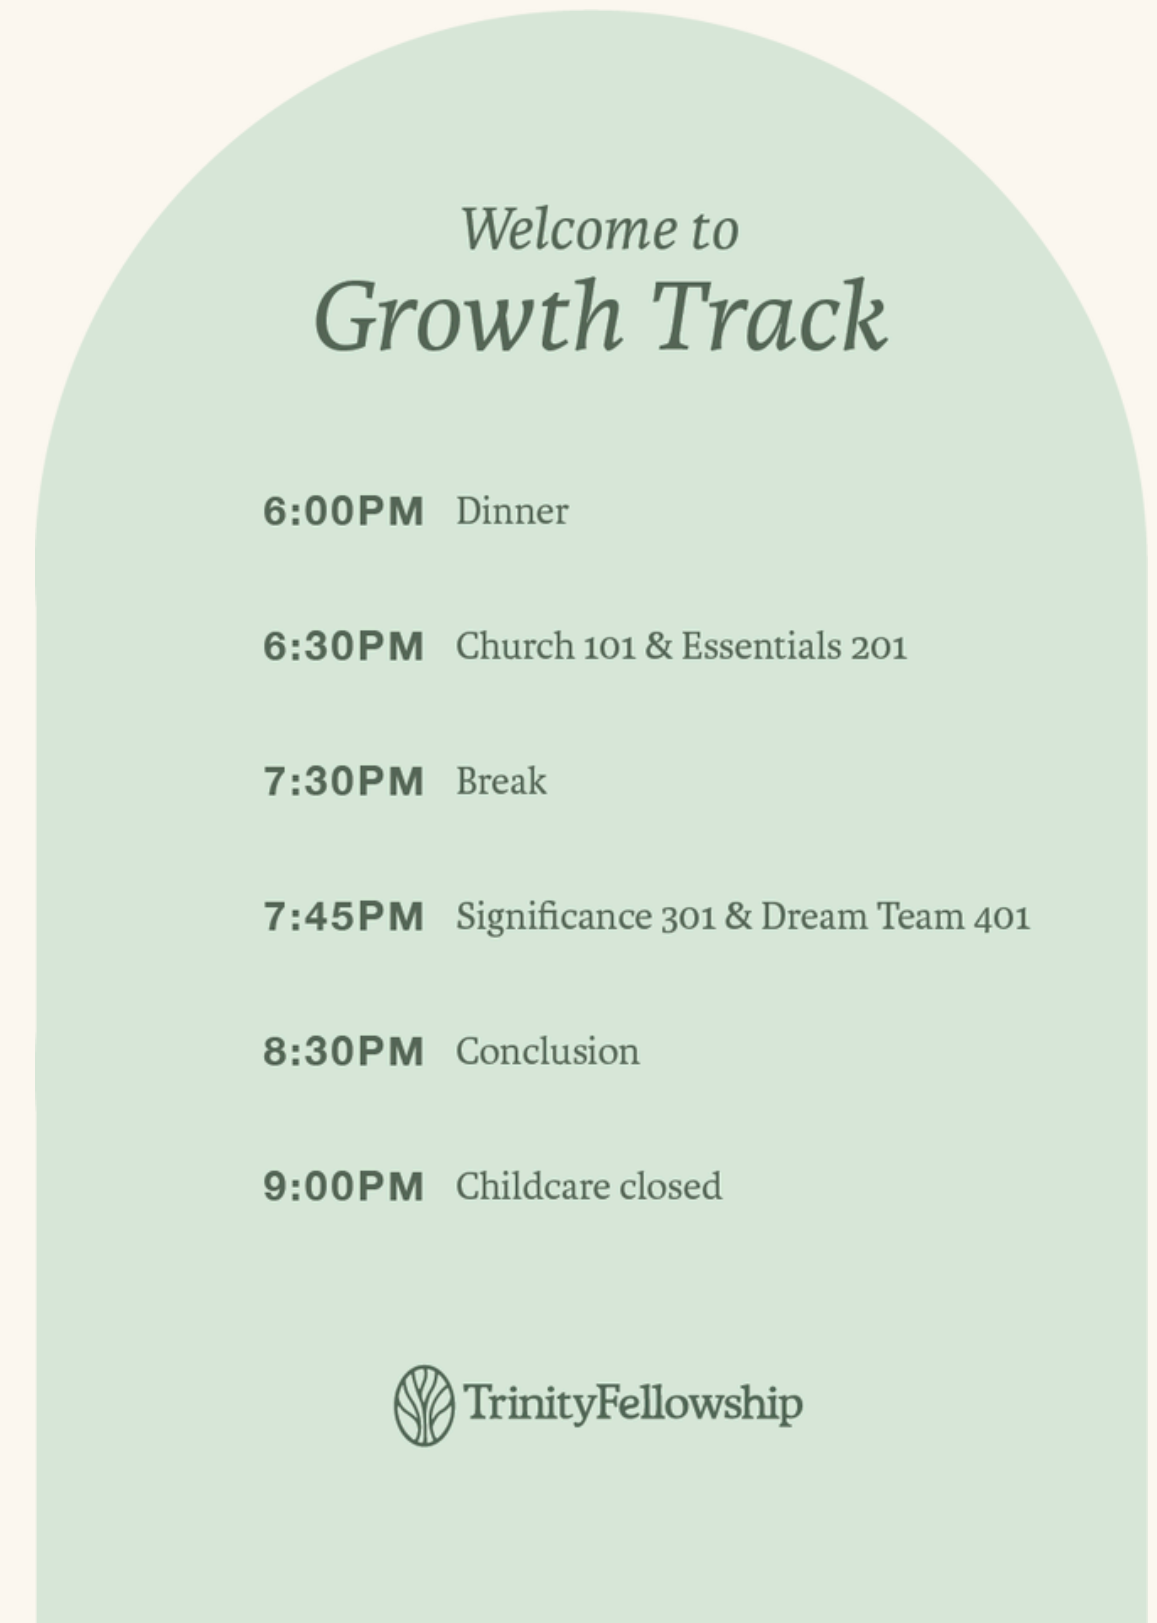 Welcome to
Growth Track
6:00PM Dinner
6:30PM Church 101 & Essentials 201
7:30PM Break
7:45PM Significance 301 & Dream Team 401
8:30PM Conclusion
9:00PM Childcare closed
TrinityFellowship